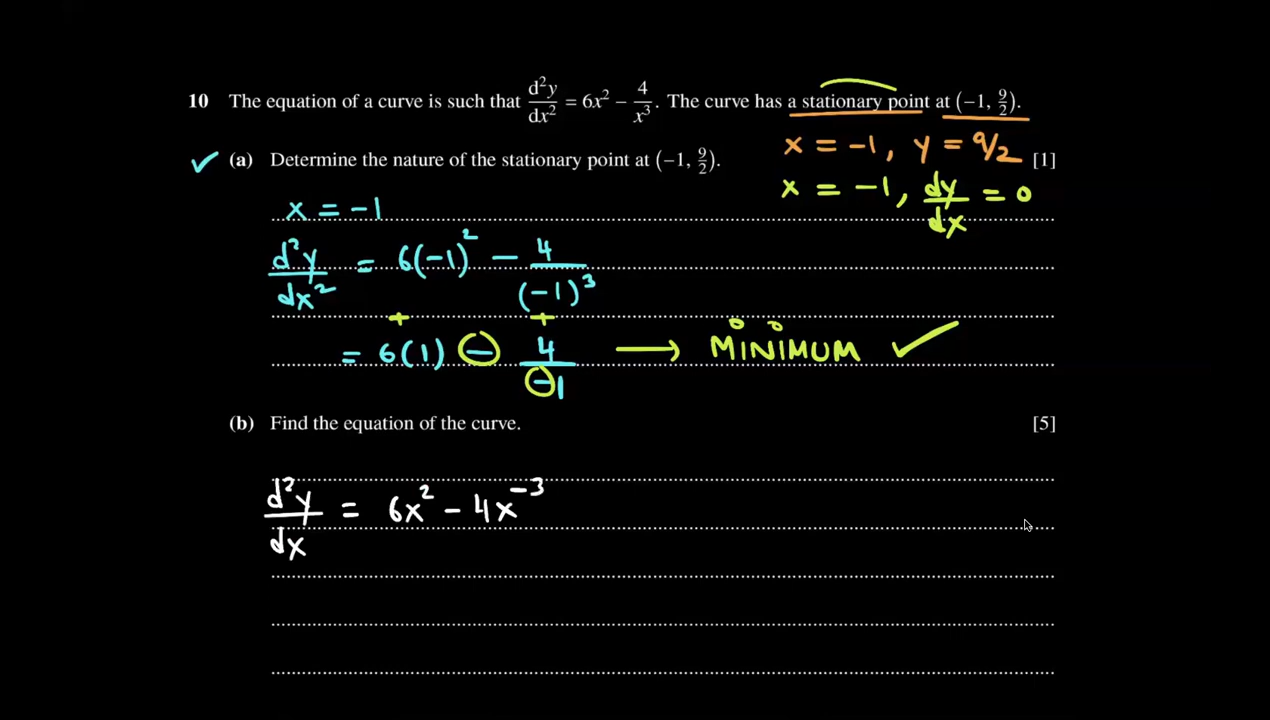 10 The equation of a curve is such that d²y/dx² = 6x² − 4/x³. The curve has a stationary point at (−1, 9/2).
x = -1, y = 9/2
(a) Determine the nature of the stationary point at (−1, 9/2). [1]
x = -1, dy/dx = 0
x = -1
d²y/dx² = 6(-1)² - 4/(-1)³
+ +
= 6(1) - 4/-1 → MINIMUM ✓
(b) Find the equation of the curve. [5]
d²y/dx = 6x² - 4x⁻³